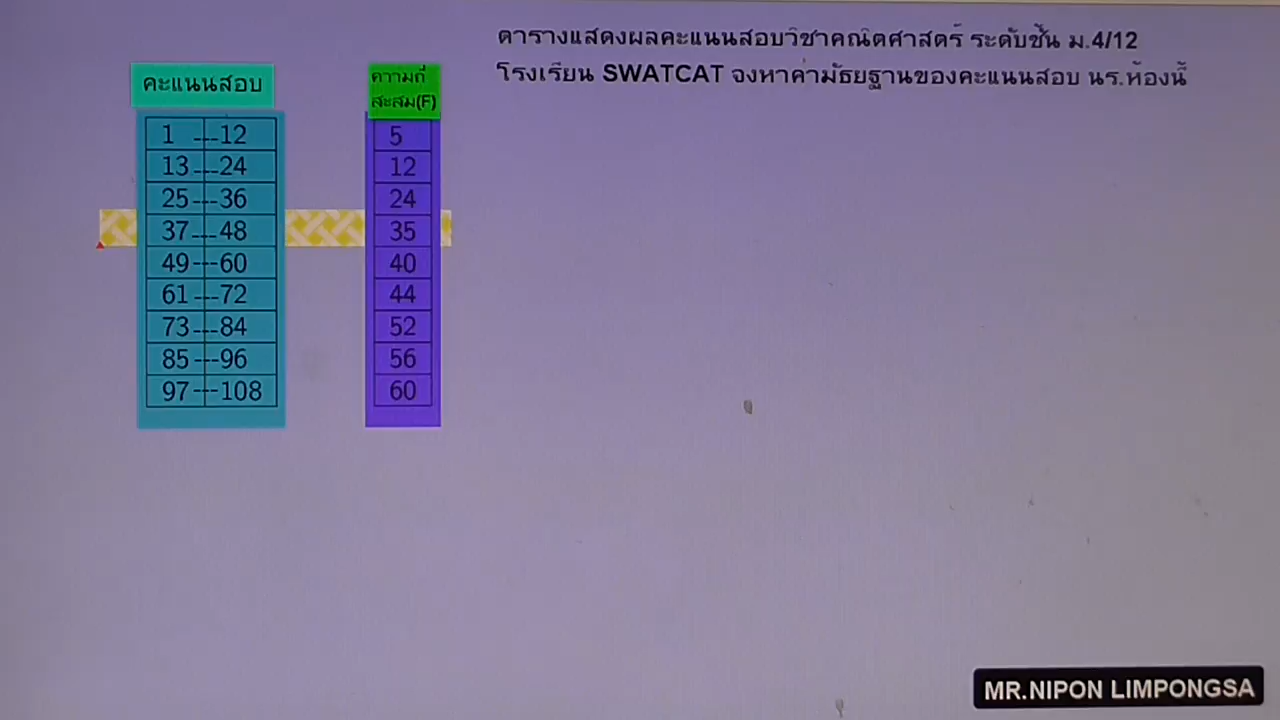 ตารางแสดงผลคะแนนสอบวิชาคณิตศาสตร์ ระดับชั้น ม.4/12
โรงเรียน SWATCAT จงหาค่ามัธยฐานของคะแนนสอบ นร.ห้องนี้
คะแนนสอบ
ความถี่
สะสม(F)
1 ---12 5
13---24 12
25---36 24
37---48 35
49---60 40
61---72 44
73---84 52
85---96 56
97---108 60
MR.NIPON LIMPONGSA